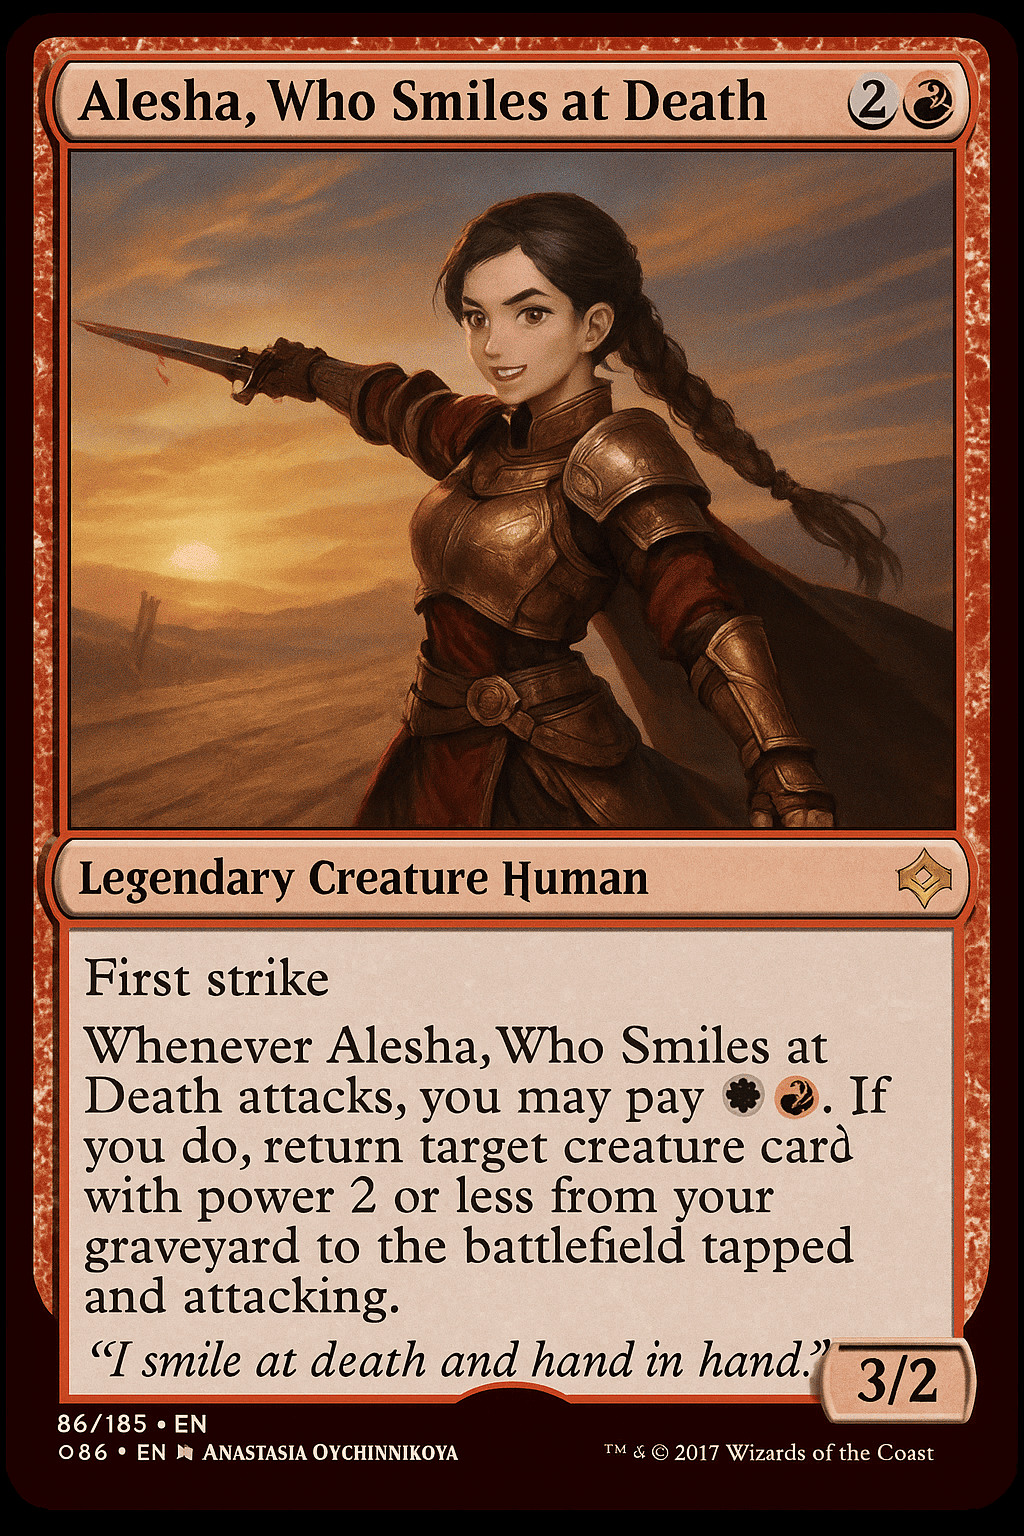 Alesha, Who Smiles at Death 2
Legendary Creature Human
First strike
Whenever Alesha, Who Smiles at
Death attacks, you may pay . If
you do, return target creature card
with power 2 or less from your
graveyard to the battlefield tapped
and attacking.
“I smile at death and hand in hand.”
3/2
86/185 • EN
086 • EN ANASTASIA OYCHINNIKOYA
™ & © 2017 Wizards of the Coast